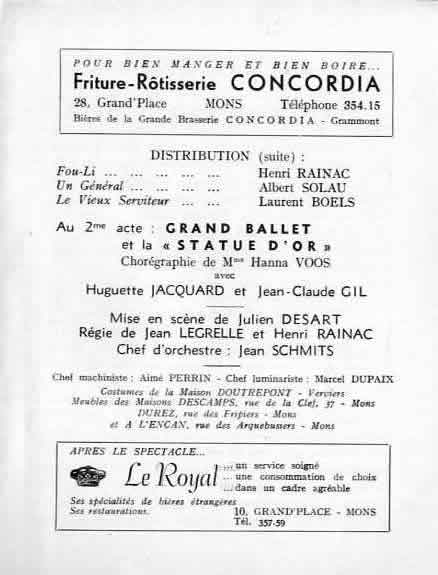 POUR BIEN MANGER ET BIEN BOIRE...
Friture-Rôtisserie CONCORDIA
28, Grand'Place MONS Téléphone 354.15
Bières de la Grande Brasserie CONCORDIA - Grammont
DISTRIBUTION (suite) :
Fou-Li ... ... ... ... ... Henri RAINAC
Un Général ... ... ... ... Albert SOLAU
Le Vieux Serviteur ... ... Laurent BOELS
Au 2me acte : GRAND BALLET
et la « STATUE D'OR »
Chorégraphie de Mme Hanna VOOS
avec
Huguette JACQUARD et Jean-Claude GIL
Mise en scène de Julien DESART
Régie de Jean LEGRELLE et Henri RAINAC
Chef d'orchestre : Jean SCHMITS
Chef machiniste : Aimé PERRIN - Chef luminariste : Marcel DUPAIX
Costumes de la Maison DOUTREPONT - Verviers
Meubles des Maisons DESCAMPS, rue de la Clef, 37 - Mons
DUREZ, rue des Fripiers - Mons
et A L'ENCAN, rue des Arquebusiers - Mons
APRES LE SPECTACLE...
Le Royal
....un service soigné
... une consommation de choix
...dans un cadre agréable
Ses spécialités de bières étrangères
Ses restaurations. 10, GRAND'PLACE - MONS
Tél. 357-59